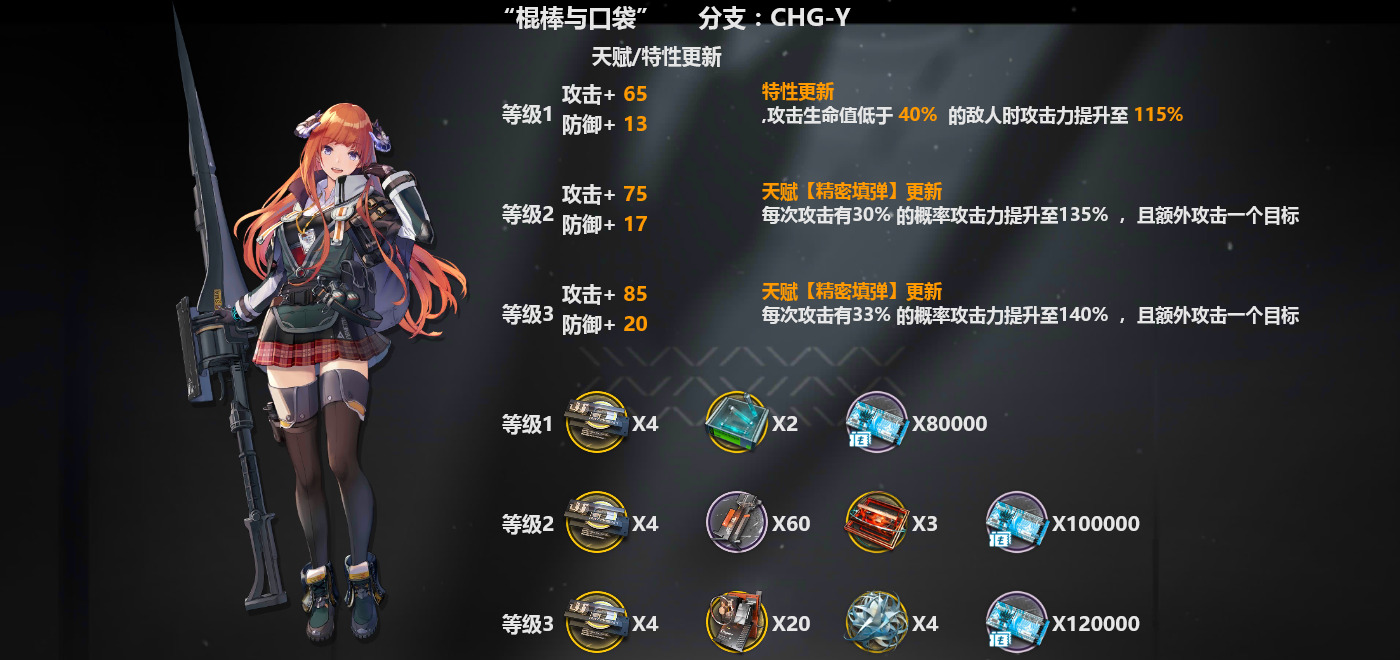 “棍棒与口袋” 分支：CHG-Y
天赋/特性更新
等级1 攻击+ 65
防御+ 13
特性更新
,攻击生命值低于 40% 的敌人时攻击力提升至 115%
等级2 攻击+ 75
防御+ 17
天赋【精密填弹】更新
每次攻击有30% 的概率攻击力提升至135% ，且额外攻击一个目标
等级3 攻击+ 85
防御+ 20
天赋【精密填弹】更新
每次攻击有33% 的概率攻击力提升至140% ，且额外攻击一个目标
等级1 X4 X2 X80000
等级2 X4 X60 X3 X100000
等级3 X4 X20 X4 X120000